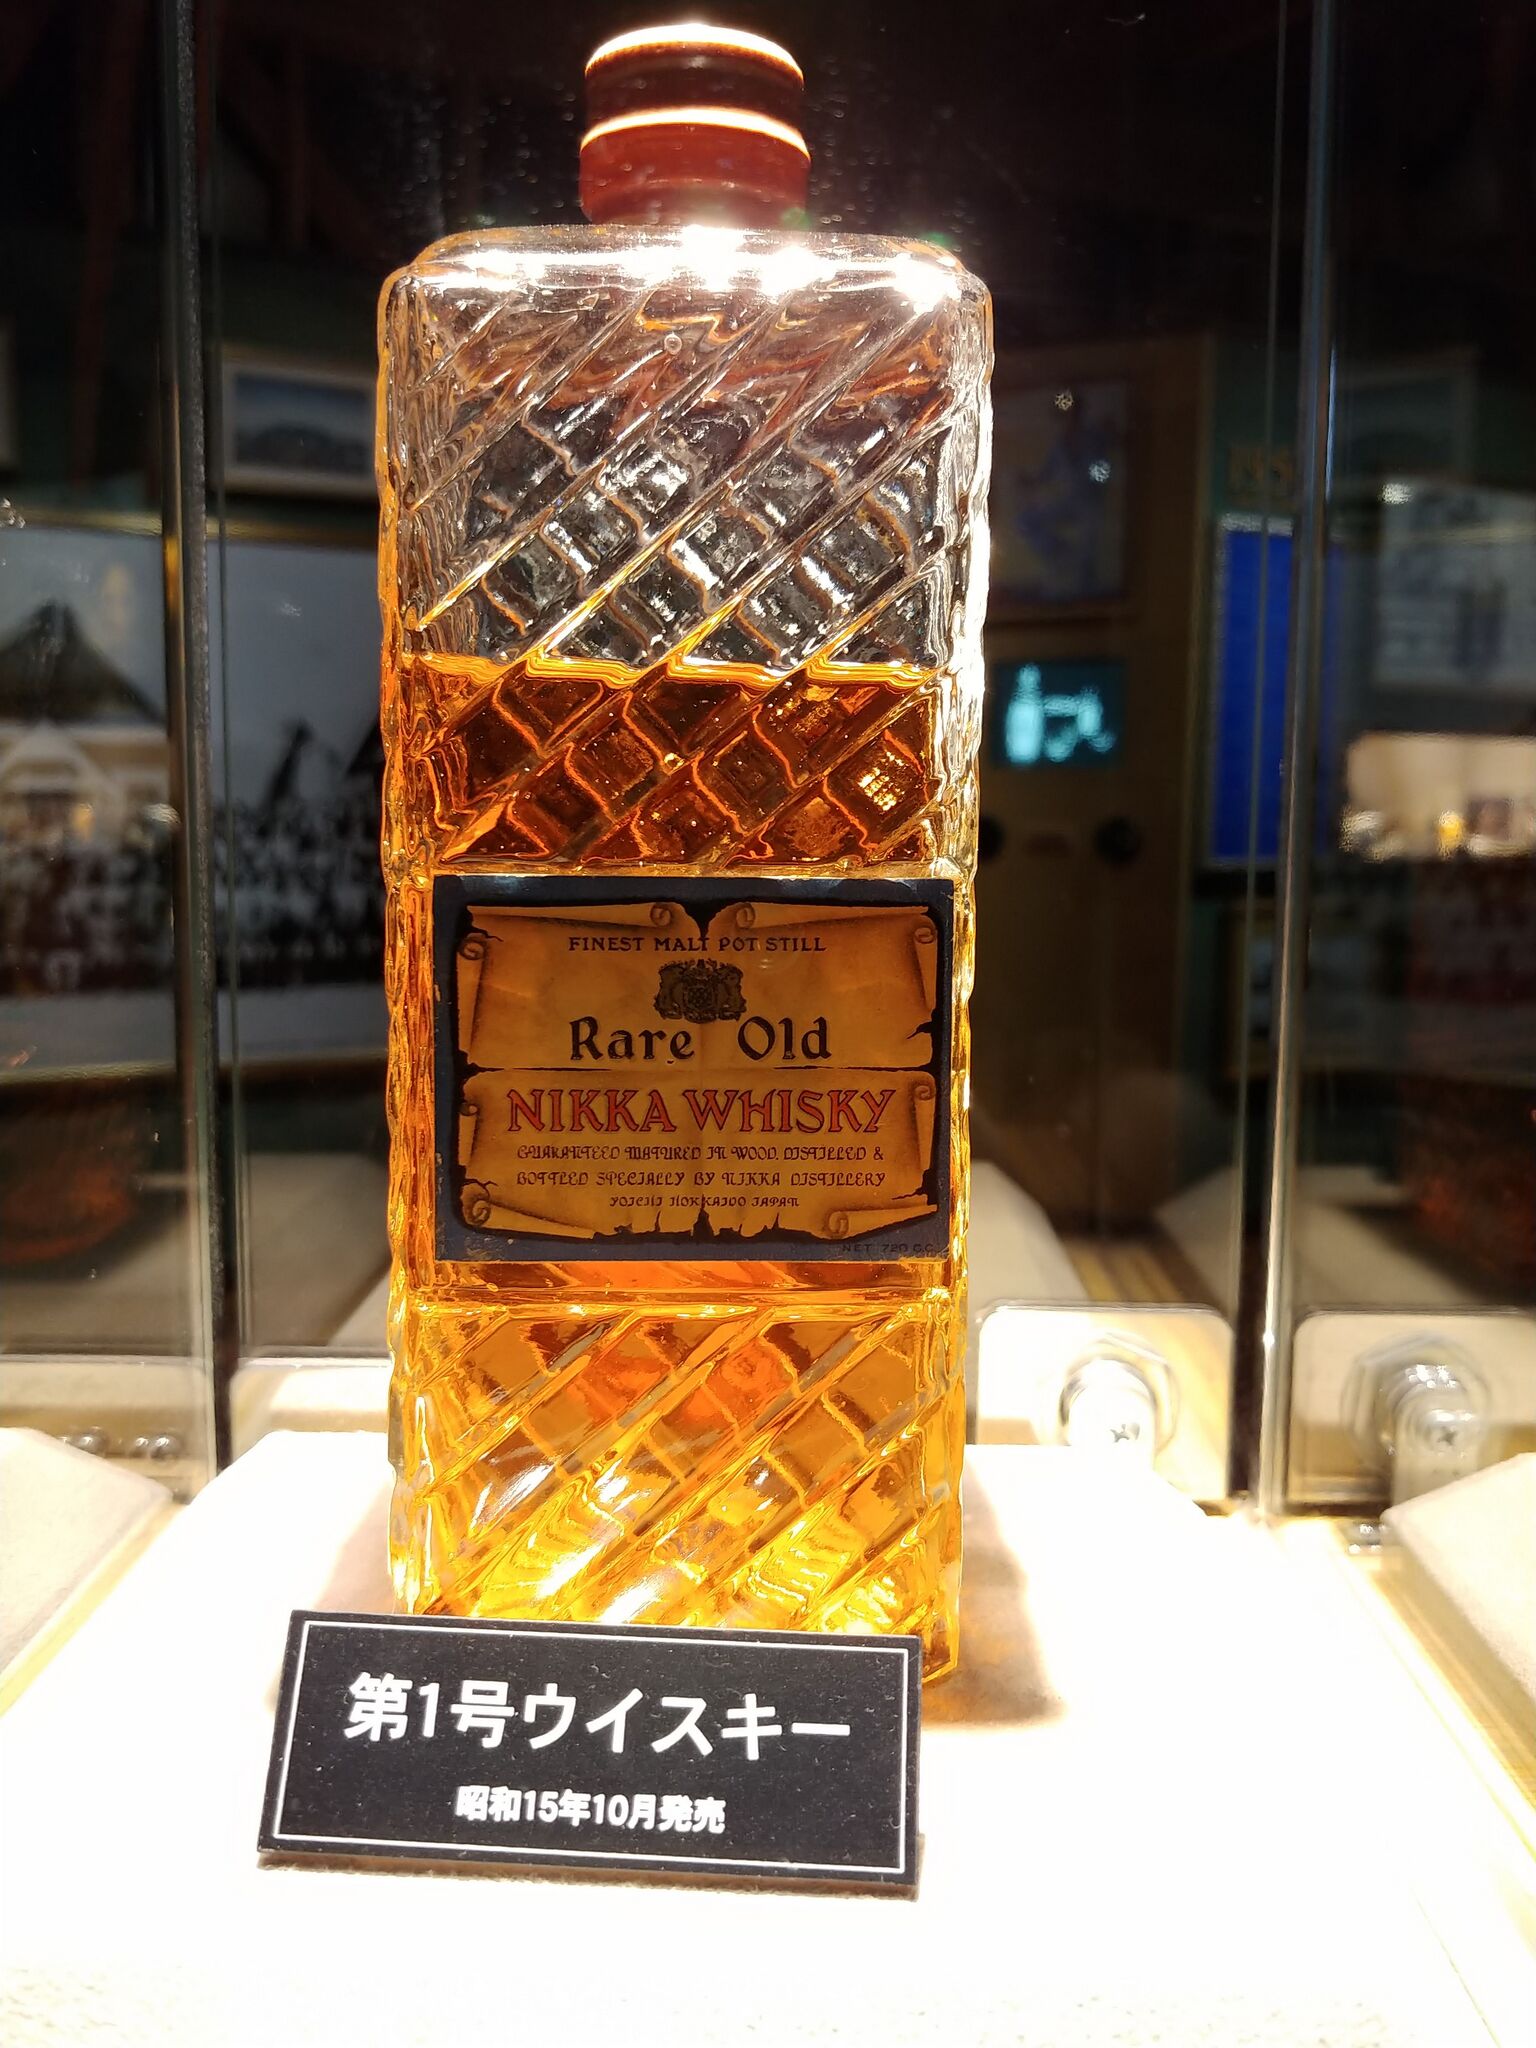 FINEST MALT POT STILL
Rare Old
NIKKA WHISKY
GUARANTEED MATURED IN WOOD, DISTILLED &
BOTTLED SPECIALLY BY NIKKA DISTILLERY
YOICHI HOKKAIDO JAPAN
NET 720 C.C.
第1号ウイスキー
昭和15年10月発売